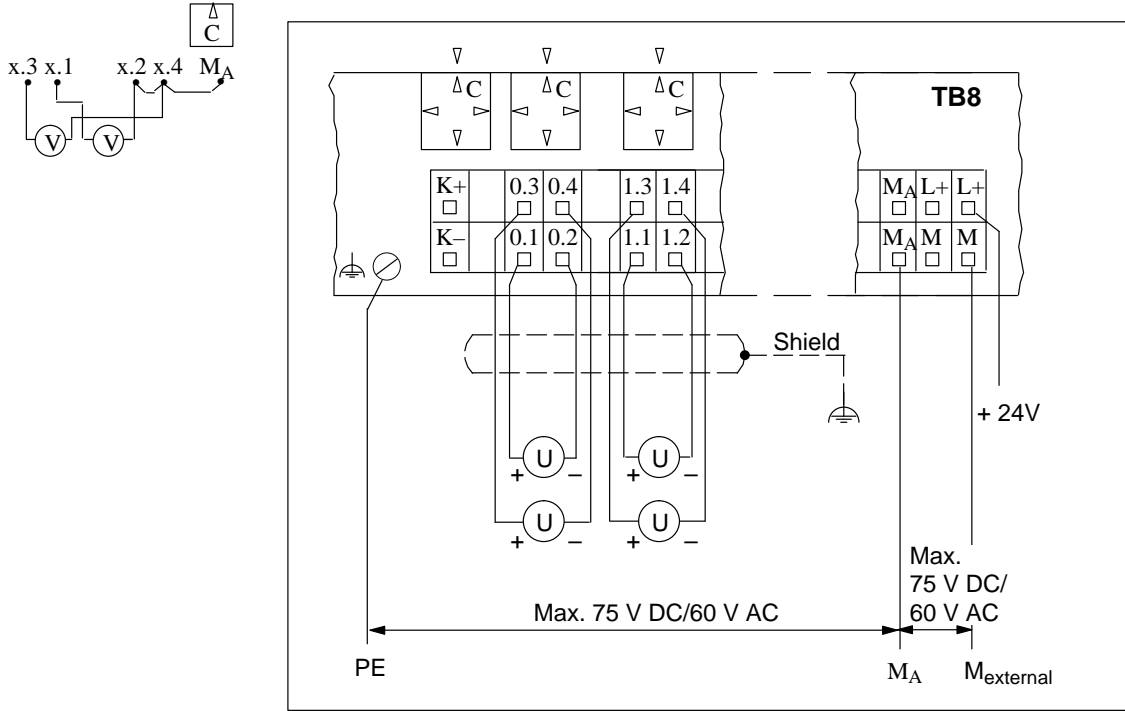 C
x.3 x.1 x.2 x.4 MA
V V
C C C TB8
K+ 0.3 0.4 1.3 1.4 MA L+ L+
K– 0.1 0.2 1.1 1.2 MA M M
Shield
+ 24V
U U
+ – + –
U U
+ – + –
Max.
75 V DC/
60 V AC
Max. 75 V DC/60 V AC
PE MA Mexternal